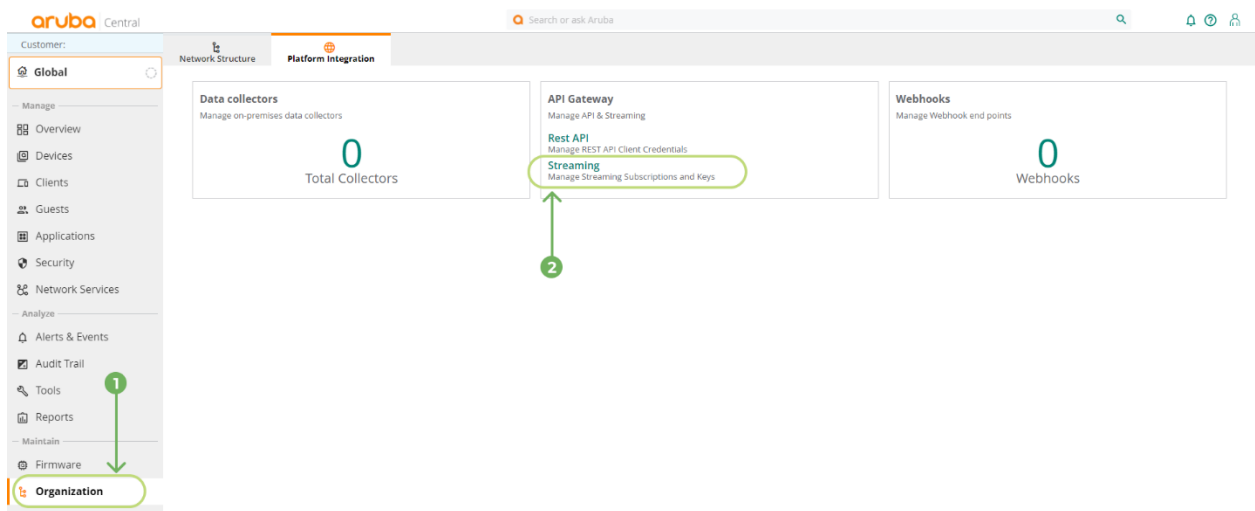 aruba Central
Search or ask Aruba
Customer:
Global
Manage
Overview
Devices
Clients
Guests
Applications
Security
Network Services
Analyze
Alerts & Events
Audit Trail
Tools
1
Reports
Maintain
Firmware
Organization
Network Structure
Platform Integration
Data collectors
Manage on-premises data collectors
0
Total Collectors
API Gateway
Manage API & Streaming
Rest API
Manage REST API Client Credentials
Streaming
Manage Streaming Subscriptions and Keys
2
Webhooks
Manage Webhook end points
0
Webhooks